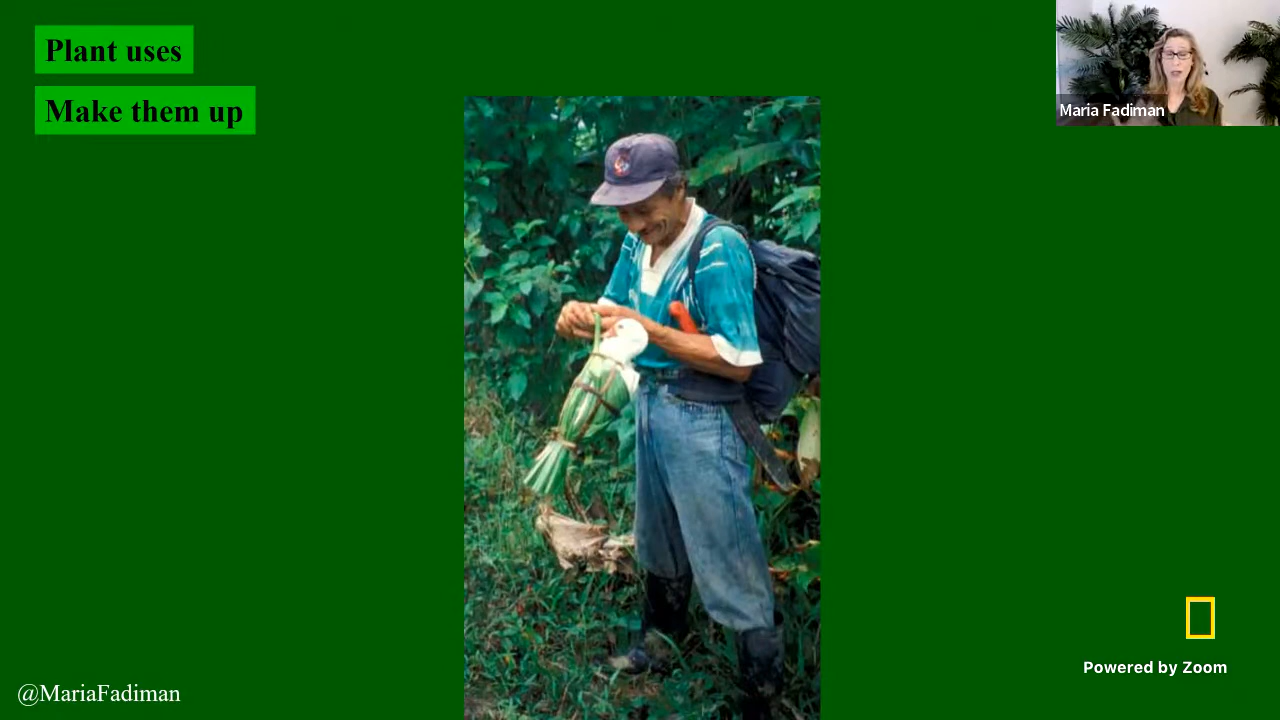 Plant uses
Make them up
Maria Fadiman
Powered by Zoom
@MariaFadiman